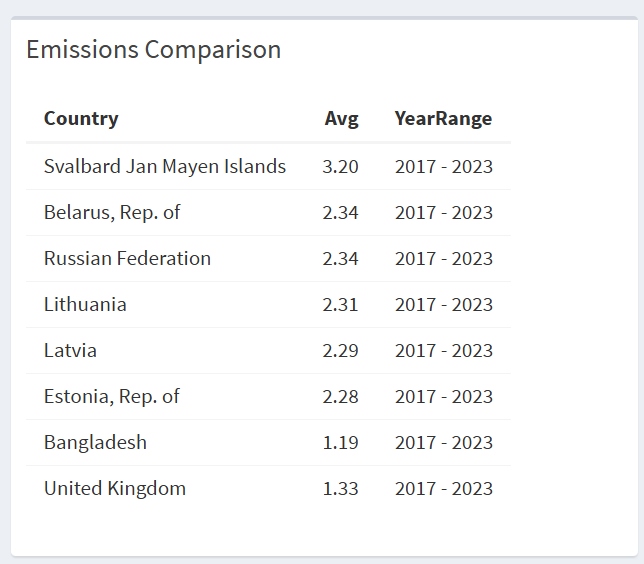 Emissions Comparison
Country Avg YearRange
Svalbard Jan Mayen Islands 3.20 2017 - 2023
Belarus, Rep. of 2.34 2017 - 2023
Russian Federation 2.34 2017 - 2023
Lithuania 2.31 2017 - 2023
Latvia 2.29 2017 - 2023
Estonia, Rep. of 2.28 2017 - 2023
Bangladesh 1.19 2017 - 2023
United Kingdom 1.33 2017 - 2023